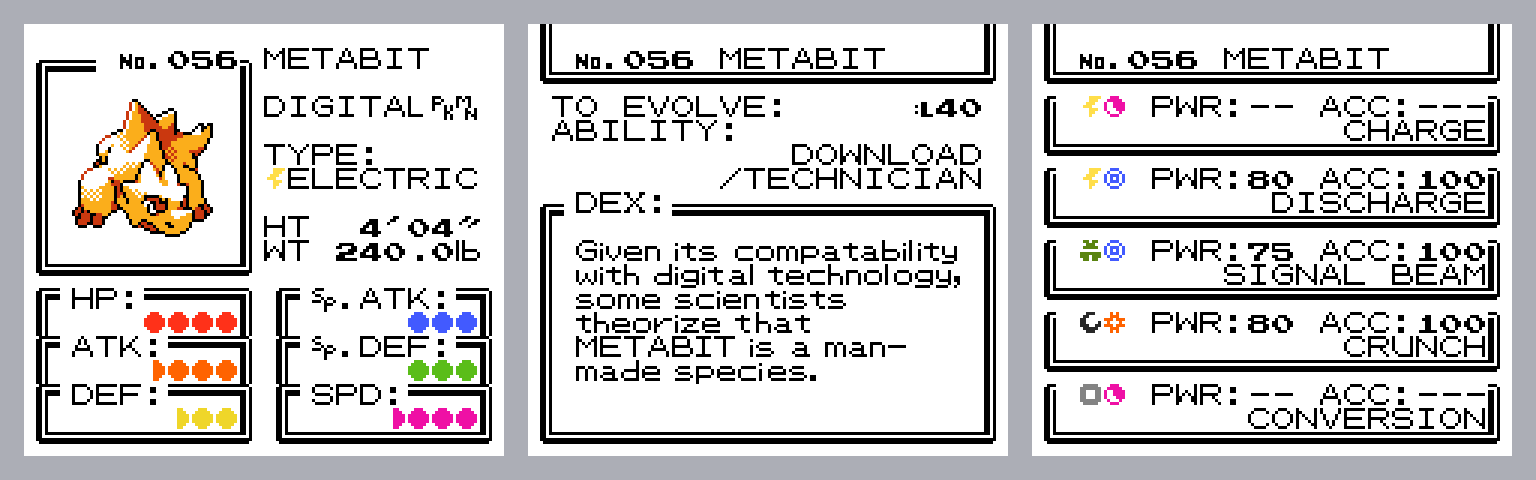 No.056 METABIT
DIGITAL PKMN
TYPE:
ELECTRIC
HT 4'04"
WT 240.0lb
HP:
ATK:
DEF:
Sp.ATK:
Sp.DEF:
SPD:
No.056 METABIT
TO EVOLVE: :L40
ABILITY:
DOWNLOAD
/TECHNICIAN
DEX:
Given its compatability
with digital technology,
some scientists
theorize that
METABIT is a man-
made species.
No.056 METABIT
PWR:-- ACC:---
CHARGE
PWR:80 ACC:100
DISCHARGE
PWR:75 ACC:100
SIGNAL BEAM
PWR:80 ACC:100
CRUNCH
PWR:-- ACC:---
CONVERSION